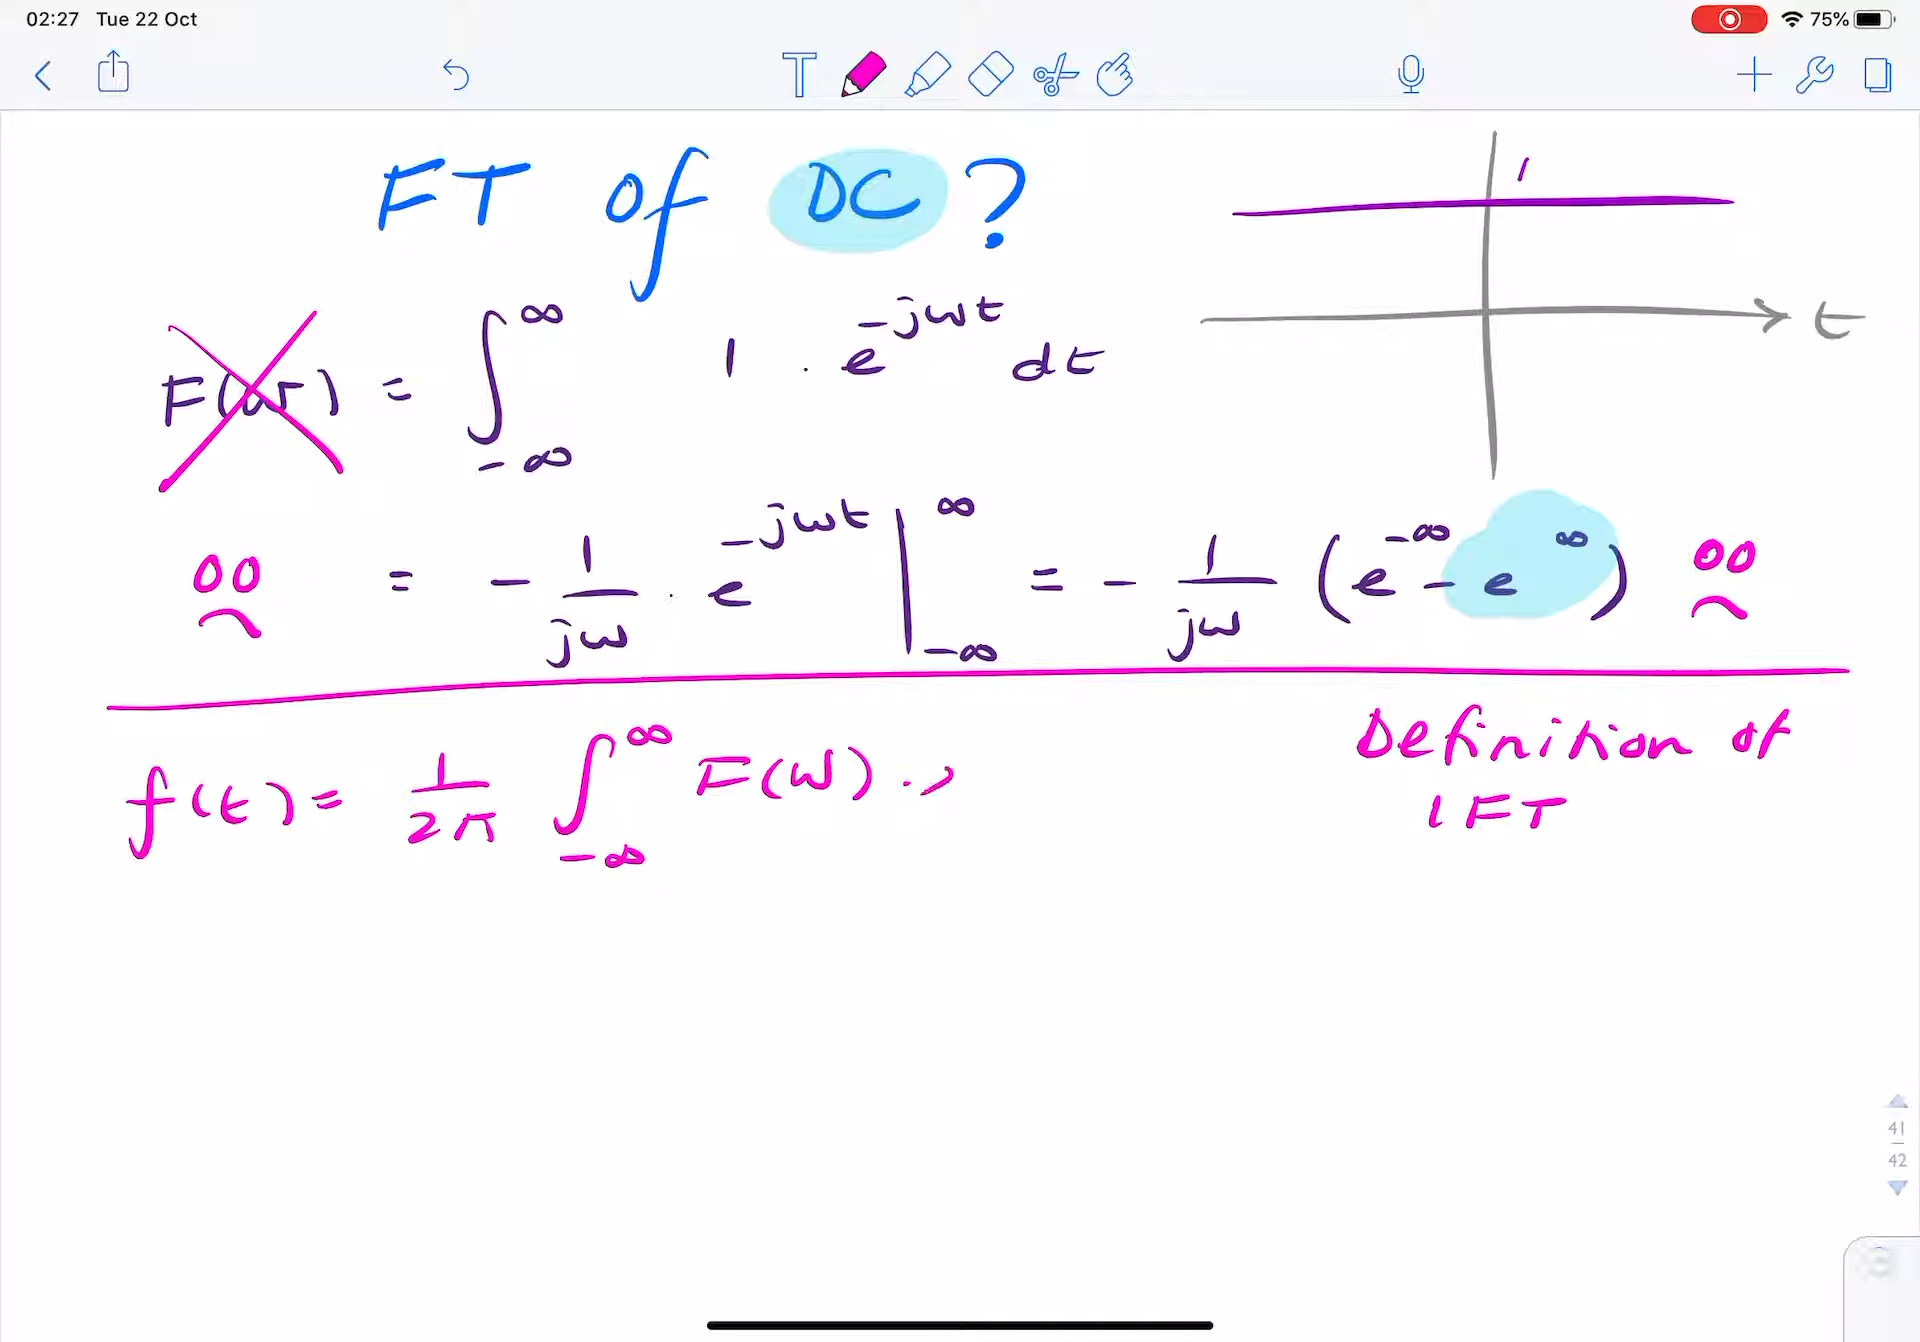 02:27 Tue 22 Oct 75%
T
FT of DC ?
1
t
F(ω) = ∫_{-∞}^{∞} 1 · e^{-jωt} dt
= - 1/jω · e^{-jωt} |_{-∞}^{∞} = - 1/jω (e^{-∞} - e^{∞})
Definition of
IFT
f(t) = 1/2π ∫_{-∞}^{∞} F(ω) ·
41
42